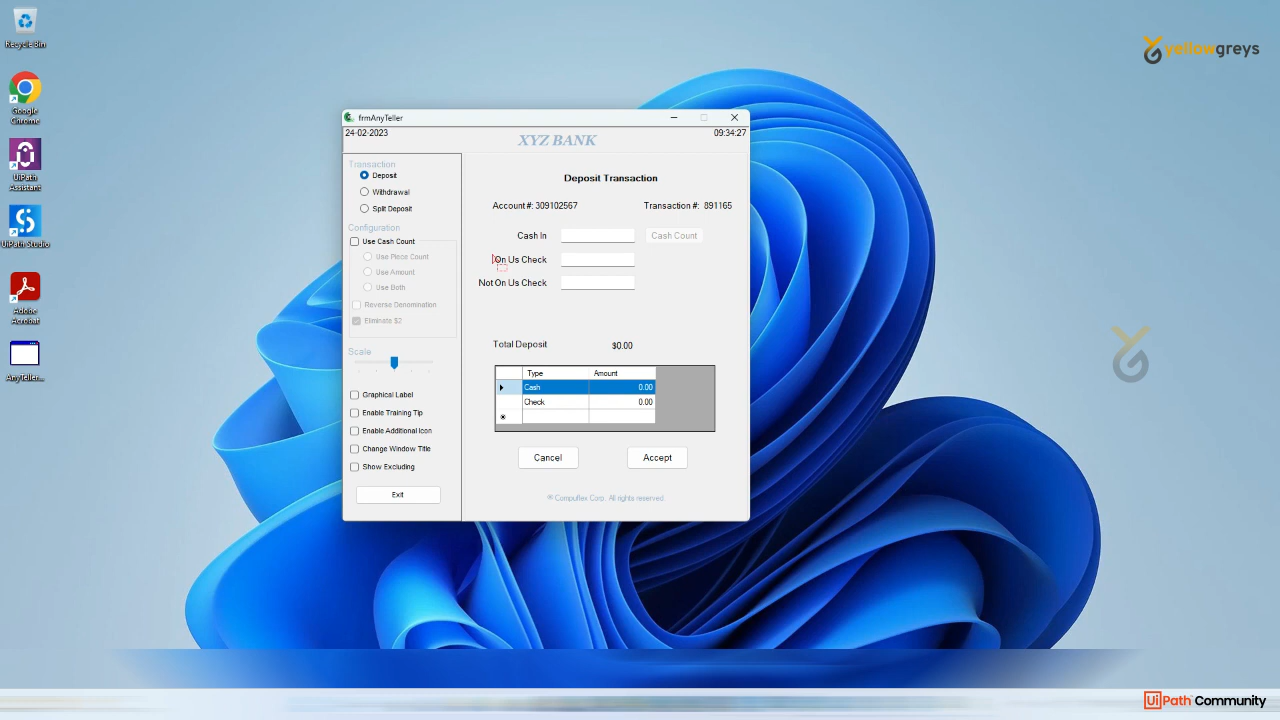 Recycle Bin
Google Chrome
UiPath Assistant
UiPath Studio
Adobe Acrobat
AnyTeller...
yellowgreys
frmAnyTeller
24-02-2023
XYZ BANK
09:34:27
Transaction
Deposit
Withdrawal
Split Deposit
Configuration
Use Cash Count
Use Piece Count
Use Amount
Use Both
Reverse Denomination
Eliminate $2
Scale
Graphical Label
Enable Training Tip
Enable Additional Icon
Change Window Title
Show Excluding
Exit
Deposit Transaction
Account #: 309102567 Transaction #: 891165
Cash In Cash Count
On Us Check
Not On Us Check
Total Deposit $0.00
Type Amount
Cash 0.00
Check 0.00
Cancel Accept
® Compuflex Corp. All rights reserved.
UiPath Community